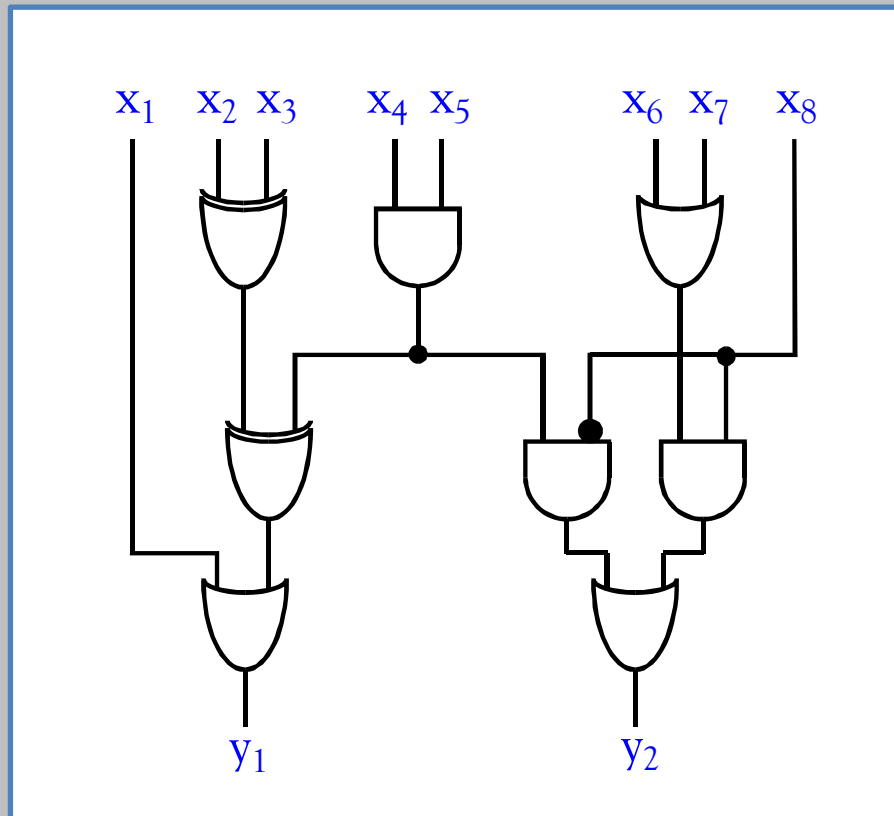 x₁ x₂ x₃ x₄ x₅ x₆ x₇ x₈
y₁ y₂